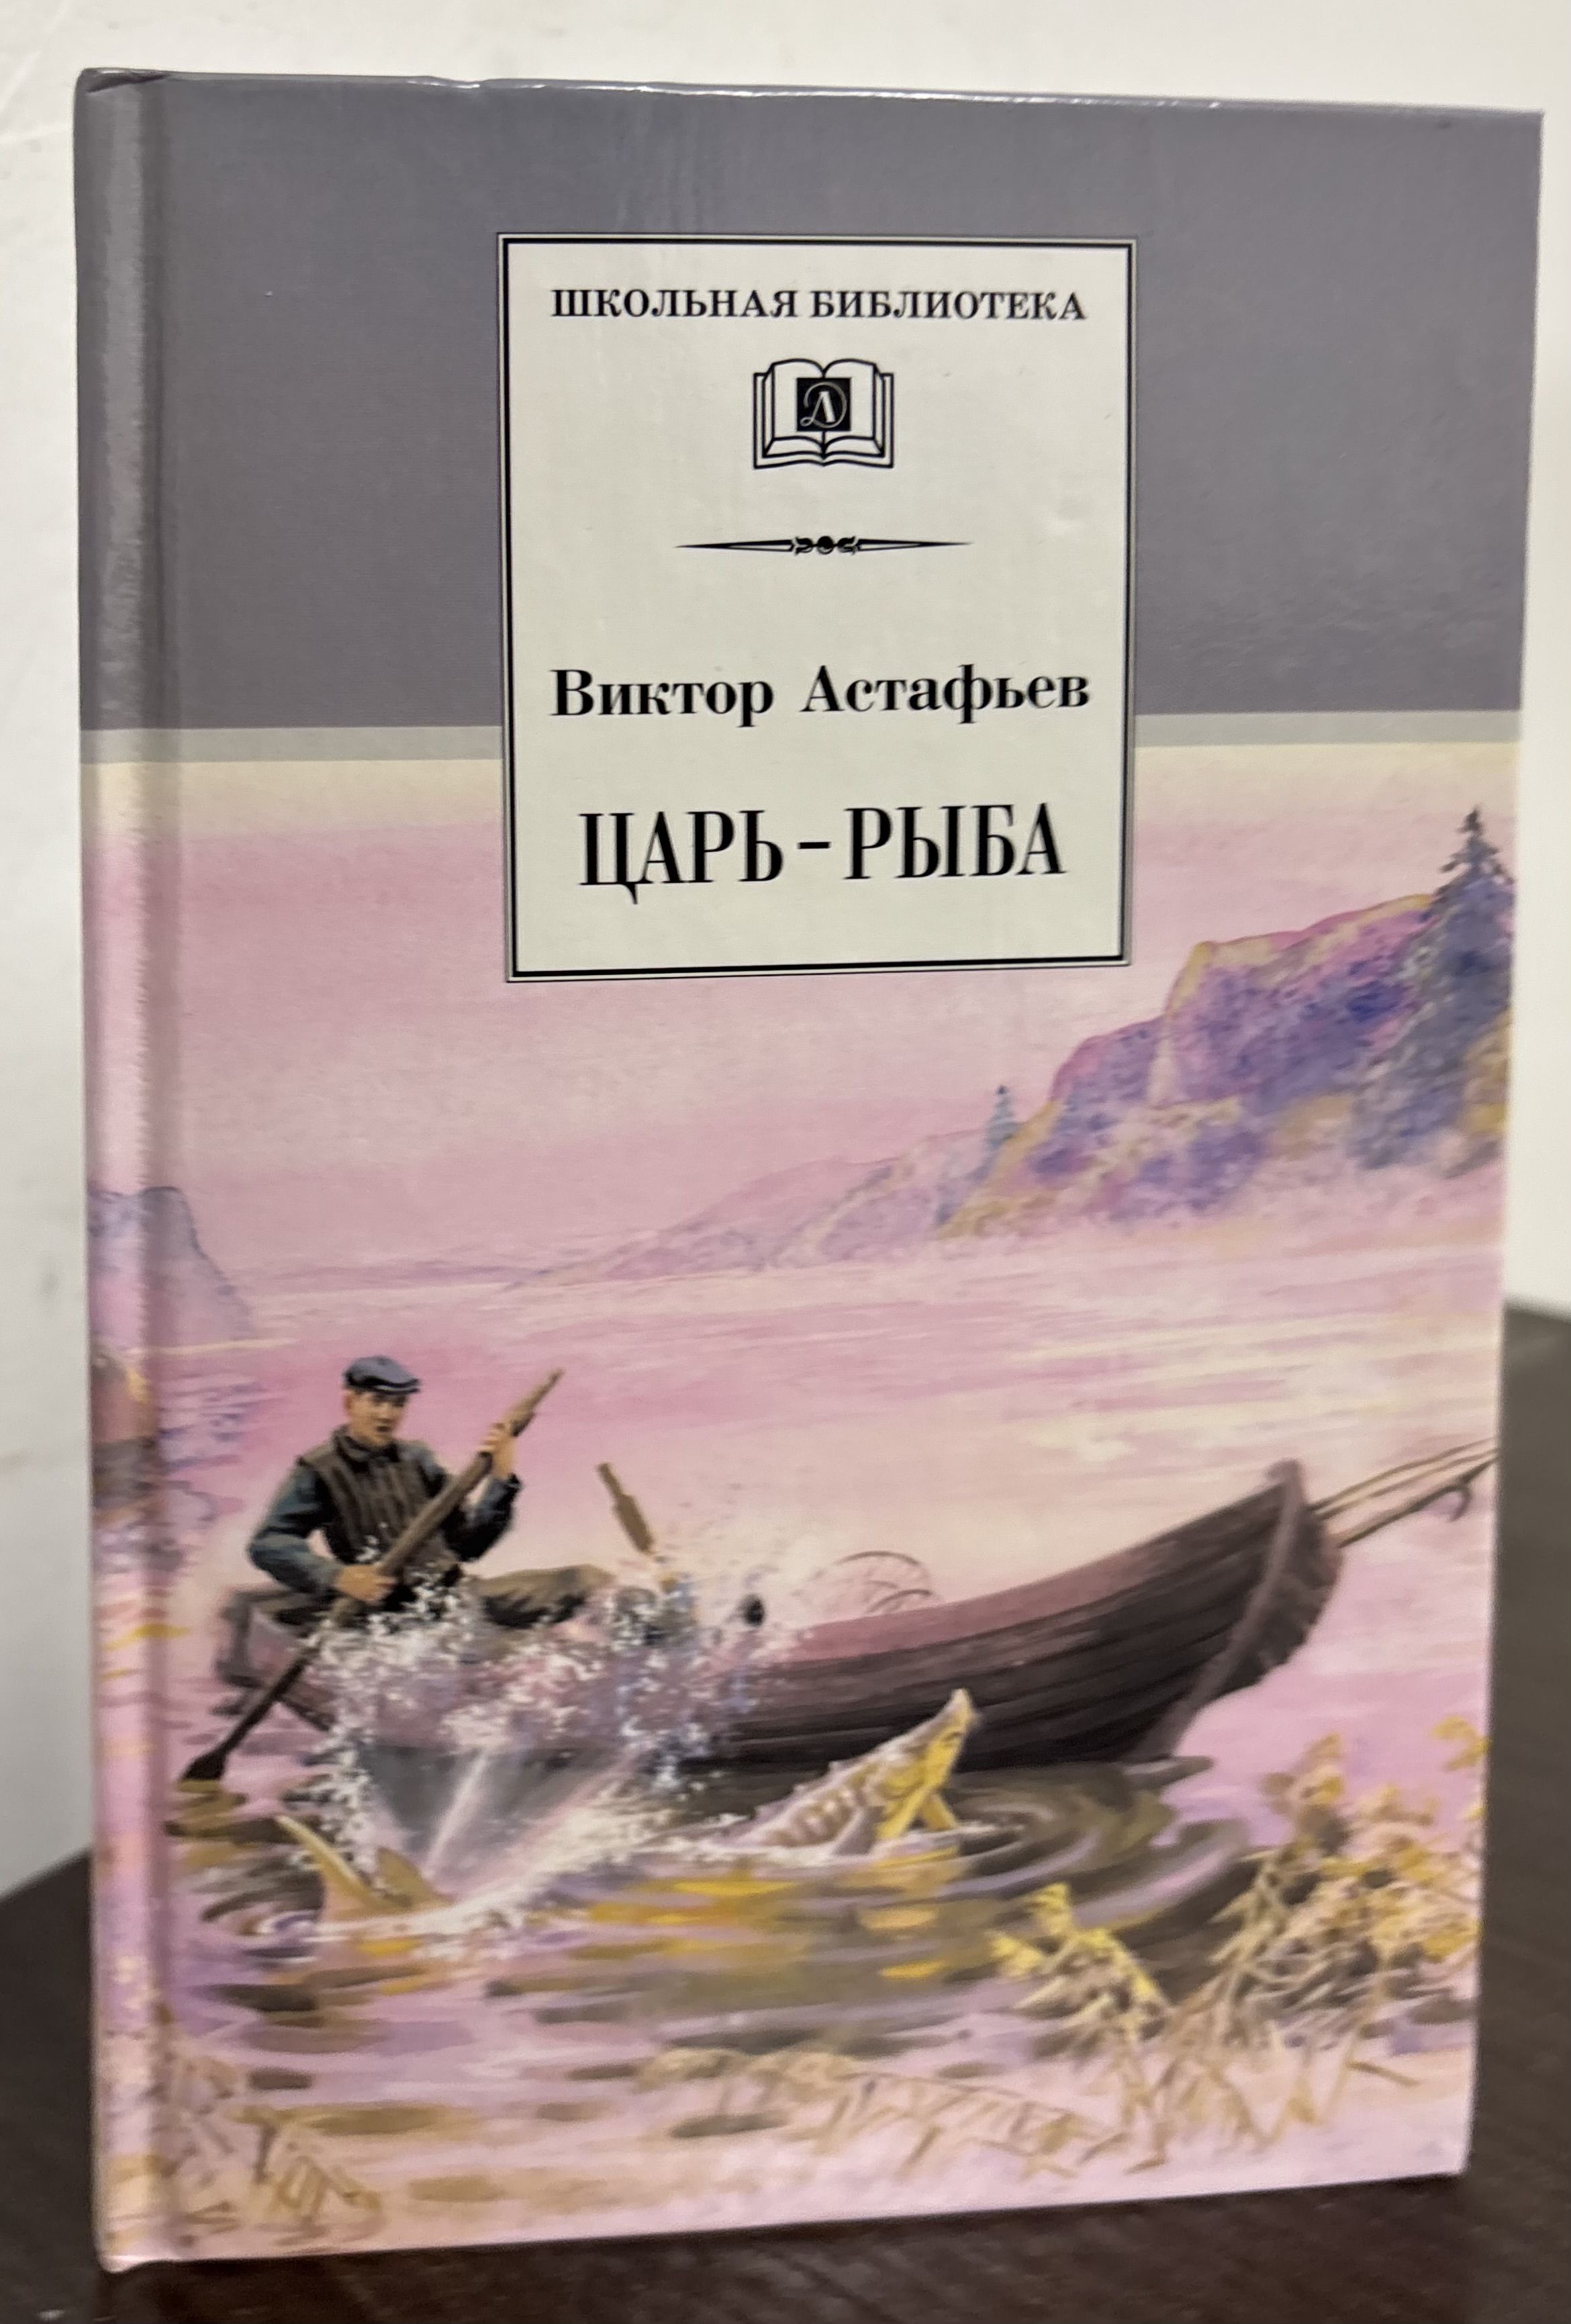 ШКОЛЬНАЯ БИБЛИОТЕКА
Д
Виктор Астафьев
ЦАРЬ-РЫБА